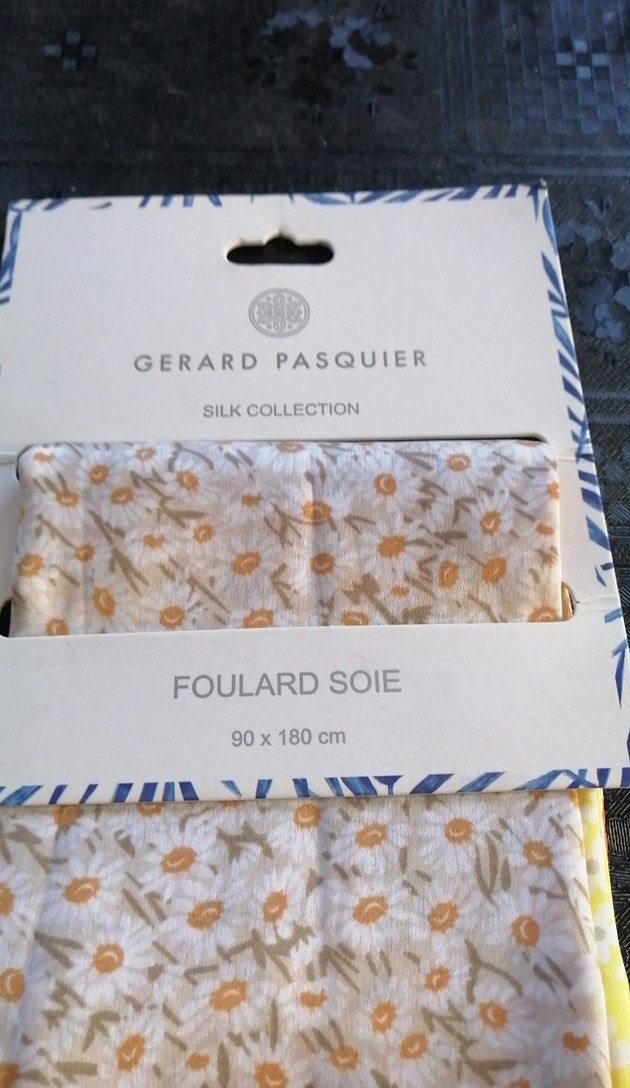 GERARD PASQUIER
SILK COLLECTION
FOULARD SOIE
90 x 180 cm